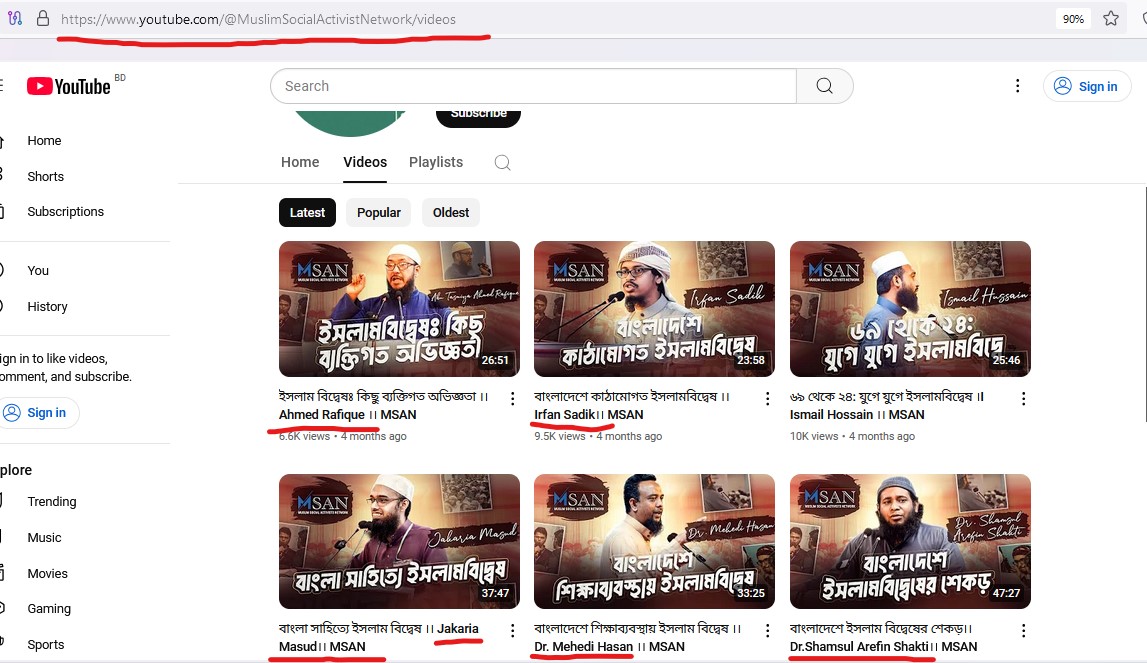 https://www.youtube.com/@MuslimSocialActivistNetwork/videos
90%
YouTube BD
Search
Sign in
Subscribe
Home
Shorts
Subscriptions
You
History
ign in to like videos,
omment, and subscribe.
Sign in
plore
Trending
Music
Movies
Gaming
Sports
Home Videos Playlists
Latest Popular Oldest
MSAN
MUSLIM SOCIAL ACTIVISTS NETWORK
Abu Tasmiya Ahmed Rafique
ইসলামবিদ্বেষঃ কিছু
ব্যক্তিগত অভিজ্ঞতা
26:51
ইসলাম বিদ্বেষঃ কিছু ব্যক্তিগত অভিজ্ঞতা ।।
Ahmed Rafique ।। MSAN
6.6K views • 4 months ago
MSAN
MUSLIM SOCIAL ACTIVISTS NETWORK
Irfan Sadik
বাংলাদেশে
কাঠামোগত ইসলামবিদ্বেষ
23:58
বাংলাদেশে কাঠামোগত ইসলামবিদ্বেষ ।।
Irfan Sadik।। MSAN
9.5K views • 4 months ago
MSAN
MUSLIM SOCIAL ACTIVISTS NETWORK
Ismail Hussain
৬৯ থেকে ২৪:
যুগে যুগে ইসলামবিদ্বে
25:46
৬৯ থেকে ২৪: যুগে যুগে ইসলামবিদ্বেষ ।l
Ismail Hossain ।। MSAN
10K views • 4 months ago
MSAN
MUSLIM SOCIAL ACTIVISTS NETWORK
Jakaria Masud
বাংলা সাহিত্যে ইসলামবিদ্বেষ
37:47
বাংলা সাহিত্যে ইসলাম বিদ্বেষ ।। Jakaria
Masud।। MSAN
MSAN
MUSLIM SOCIAL ACTIVISTS NETWORK
Dr. Mehedi Hasan
বাংলাদেশে
শিক্ষাব্যবস্থায় ইসলামবিদ্বেষ
33:25
বাংলাদেশে শিক্ষাব্যবস্থায় ইসলাম বিদ্বেষ ।।
Dr. Mehedi Hasan ।। MSAN
MSAN
MUSLIM SOCIAL ACTIVISTS NETWORK
Dr. Shamsul
Arefin Shakti
বাংলাদেশে
ইসলামবিদ্বেষের শেকড়
47:27
বাংলাদেশে ইসলাম বিদ্বেষের শেকড়।।
Dr.Shamsul Arefin Shakti।। MSAN